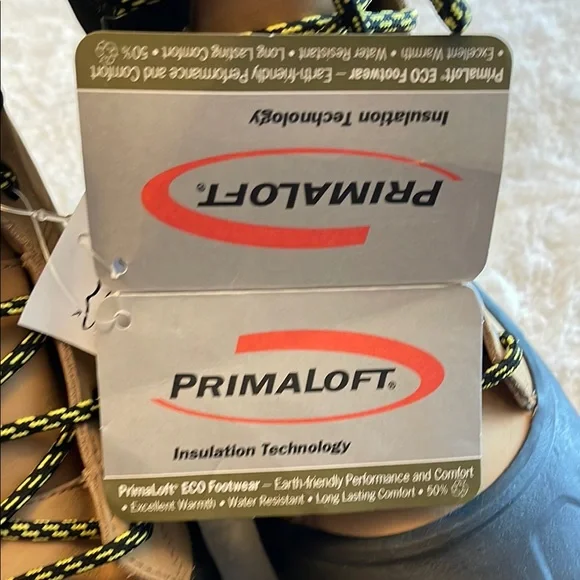 PrimaLoft® ECO Footwear — Earth-friendly Performance and Comfort
• Excellent Warmth • Water Resistant • Long Lasting Comfort • 50%
Insulation Technology
PRIMALOFT®
PRIMALOFT®
Insulation Technology
PrimaLoft® ECO Footwear — Earth-friendly Performance and Comfort
• Excellent Warmth • Water Resistant • Long Lasting Comfort • 50%